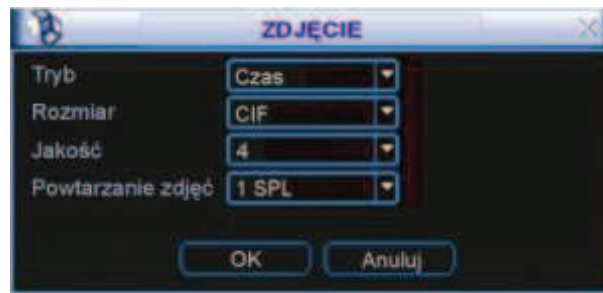 ZDJĘCIE
Tryb Czas
Rozmiar CIF
Jakość 4
Powtarzanie zdjęć 1 SPL
OK Anuluj